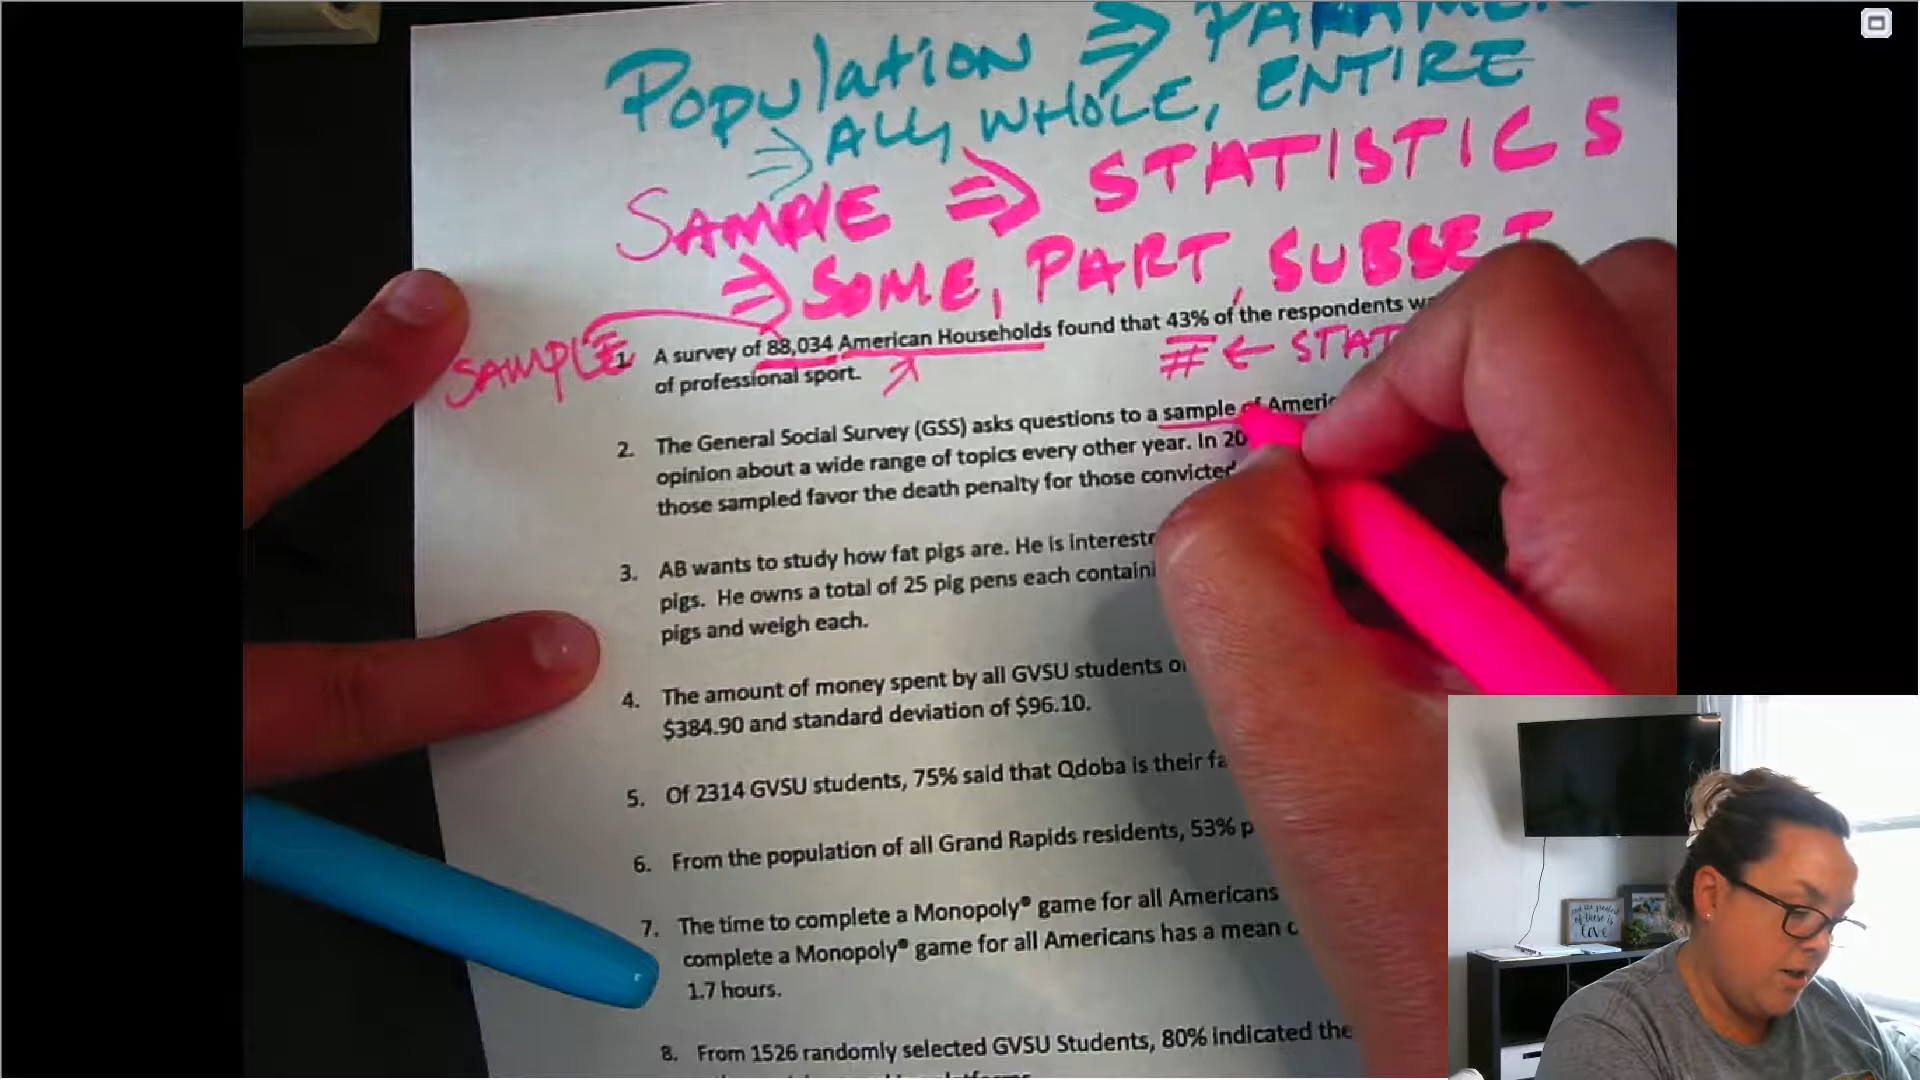 Population ⇒
⇒ ALL, WHOLE, ENTIRE
SAMPLE ⇒ STATISTICS
⇒ SOME, PART, SUBSET
SAMPLE
1. A survey of 88,034 American Households found that 43% of the respondents
# ← STAT
of professional sport.
2. The General Social Survey (GSS) asks questions to a sample of
opinion about a wide range of topics every other year. In 20
those sampled favor the death penalty for those convicted
3. AB wants to study how fat pigs are. He is
pigs. He owns a total of 25 pig pens each
pigs and weigh each.
4. The amount of money spent by all GVSU students
$384.90 and standard deviation of $96.10.
5. Of 2314 GVSU students, 75% said that Qdoba is their
6. From the population of all Grand Rapids residents, 53%
7. The time to complete a Monopoly® game for all Americans
complete a Monopoly® game for all Americans has a mean
1.7 hours.
8. From 1526 randomly selected GVSU Students, 80% indicated the
love